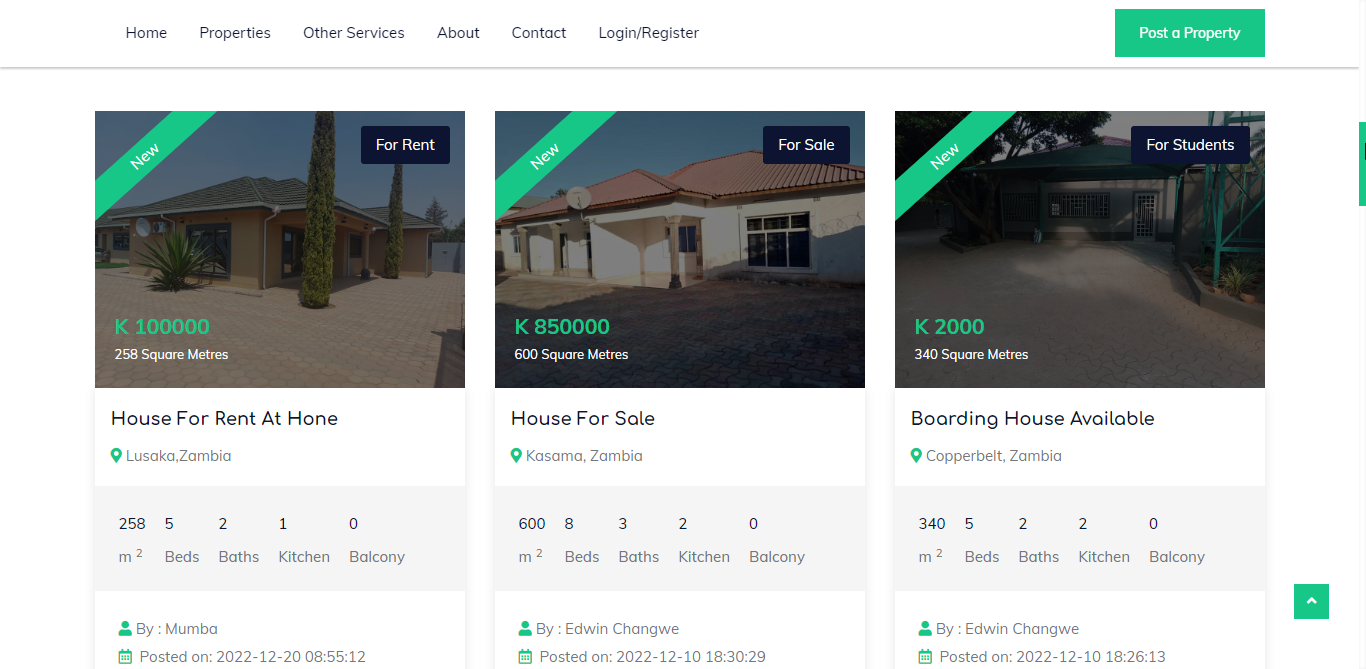 Home Properties Other Services About Contact Login/Register Post a Property
New For Rent
K 100000
258 Square Metres
House For Rent At Hone
Lusaka,Zambia
258 5 2 1 0
m 2 Beds Baths Kitchen Balcony
By : Mumba
Posted on: 2022-12-20 08:55:12
New For Sale
K 850000
600 Square Metres
House For Sale
Kasama, Zambia
600 8 3 2 0
m 2 Beds Baths Kitchen Balcony
By : Edwin Changwe
Posted on: 2022-12-10 18:30:29
New For Students
K 2000
340 Square Metres
Boarding House Available
Copperbelt, Zambia
340 5 2 2 0
m 2 Beds Baths Kitchen Balcony
By : Edwin Changwe
Posted on: 2022-12-10 18:26:13